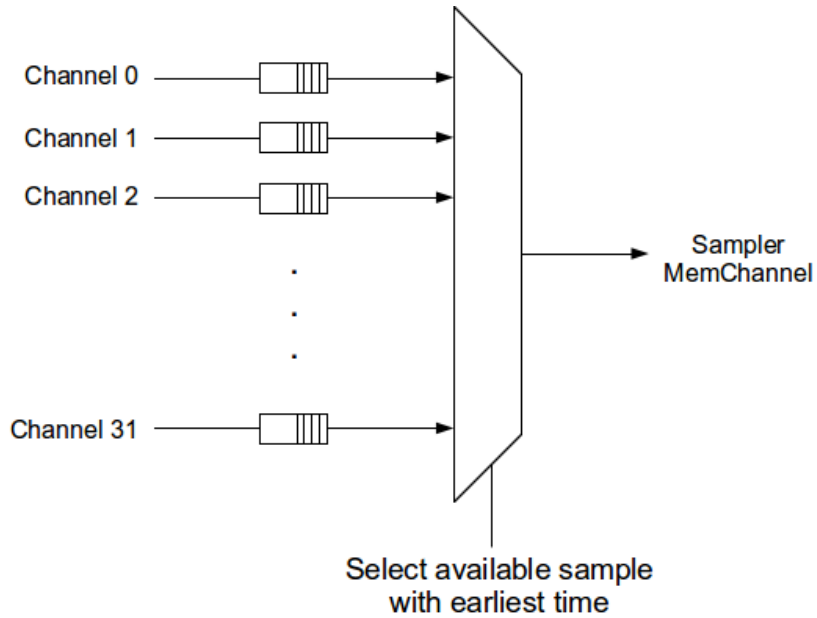 Channel 0
Channel 1
Channel 2
Channel 31
Sampler
MemChannel
Select available sample
with earliest time